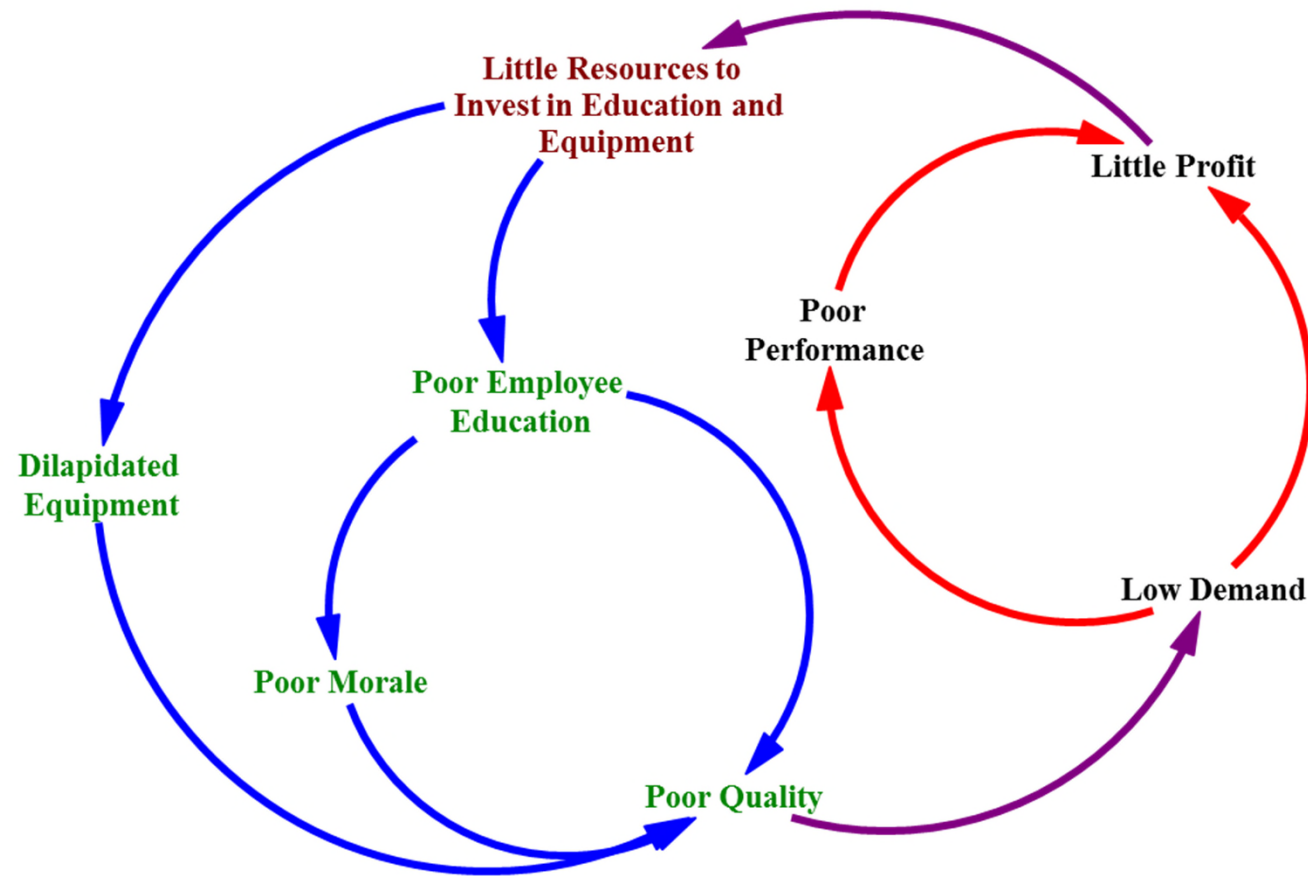 Little Resources to
Invest in Education and
Equipment
Little Profit
Poor
Performance
Poor Employee
Education
Dilapidated
Equipment
Low Demand
Poor Morale
Poor Quality